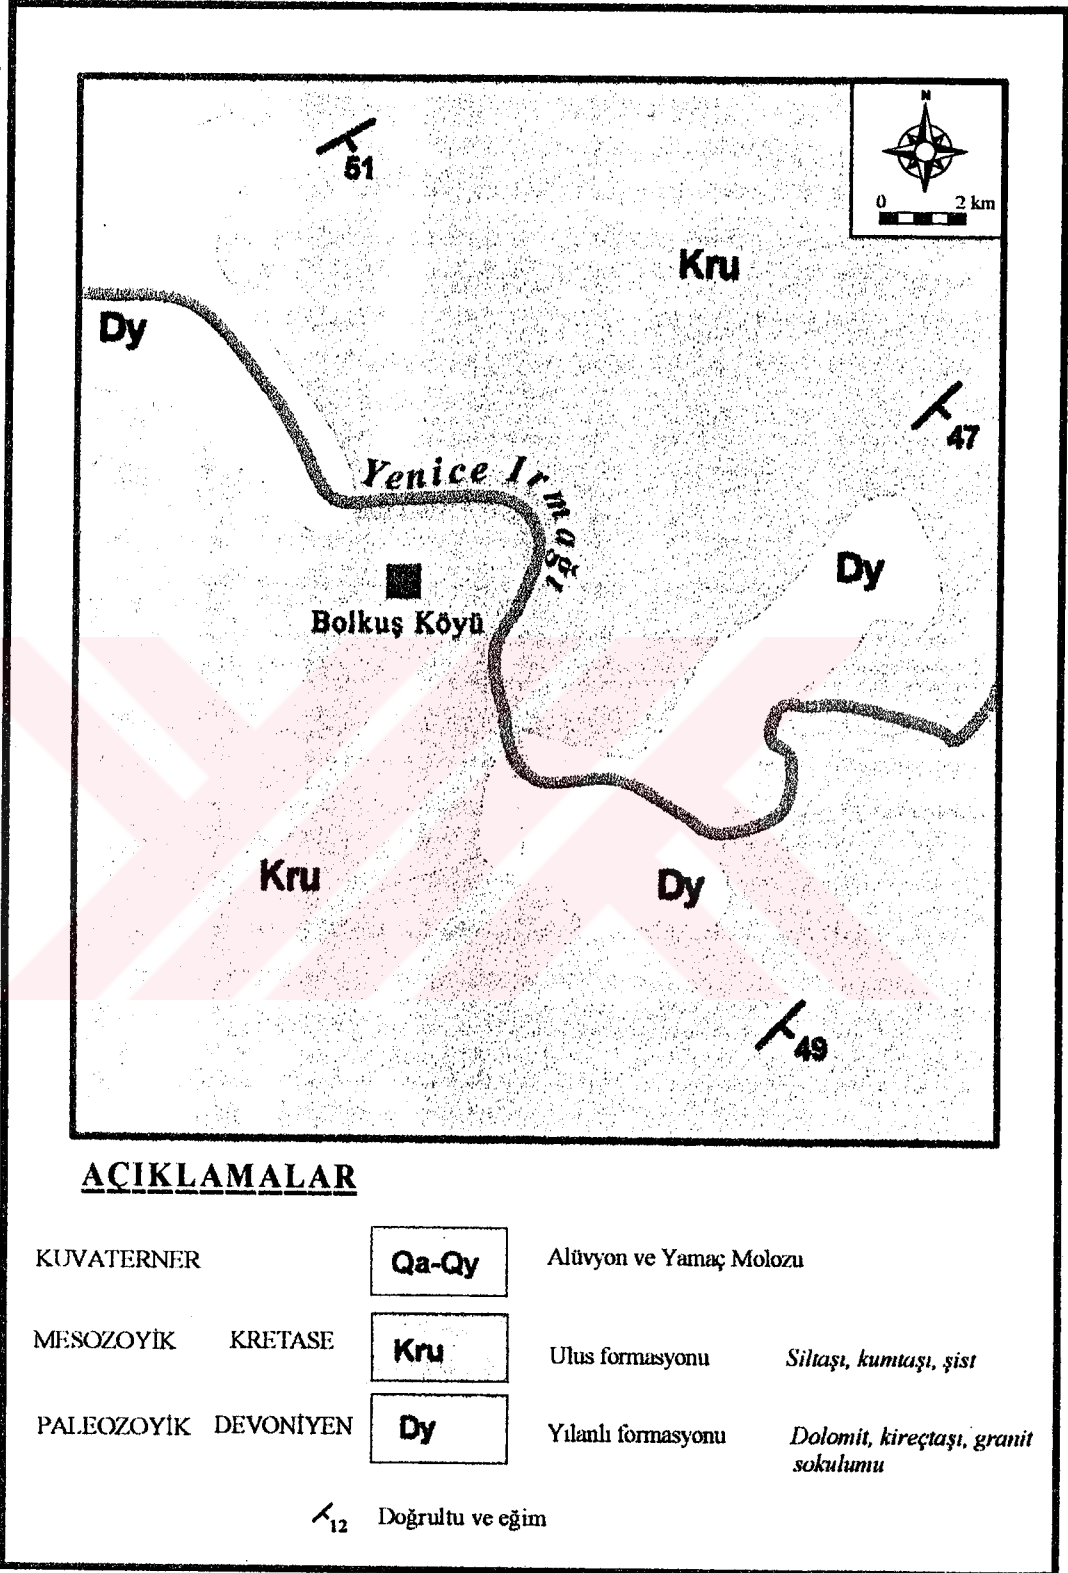 N
0 2 km
51
Kru
Dy
47
Yenice Irmağı
Dy
Bolkuş Köyü
Kru
Dy
49
AÇIKLAMALAR
KUVATERNER Qa-Qy Alüvyon ve Yamaç Molozu
MESOZOYİK KRETASE Kru Ulus formasyonu Siltaşı, kumtaşı, şist
PALEOZOYİK DEVONİYEN Dy Yılanlı formasyonu Dolomit, kireçtaşı, granit
sokulumu
12 Doğrultu ve eğim